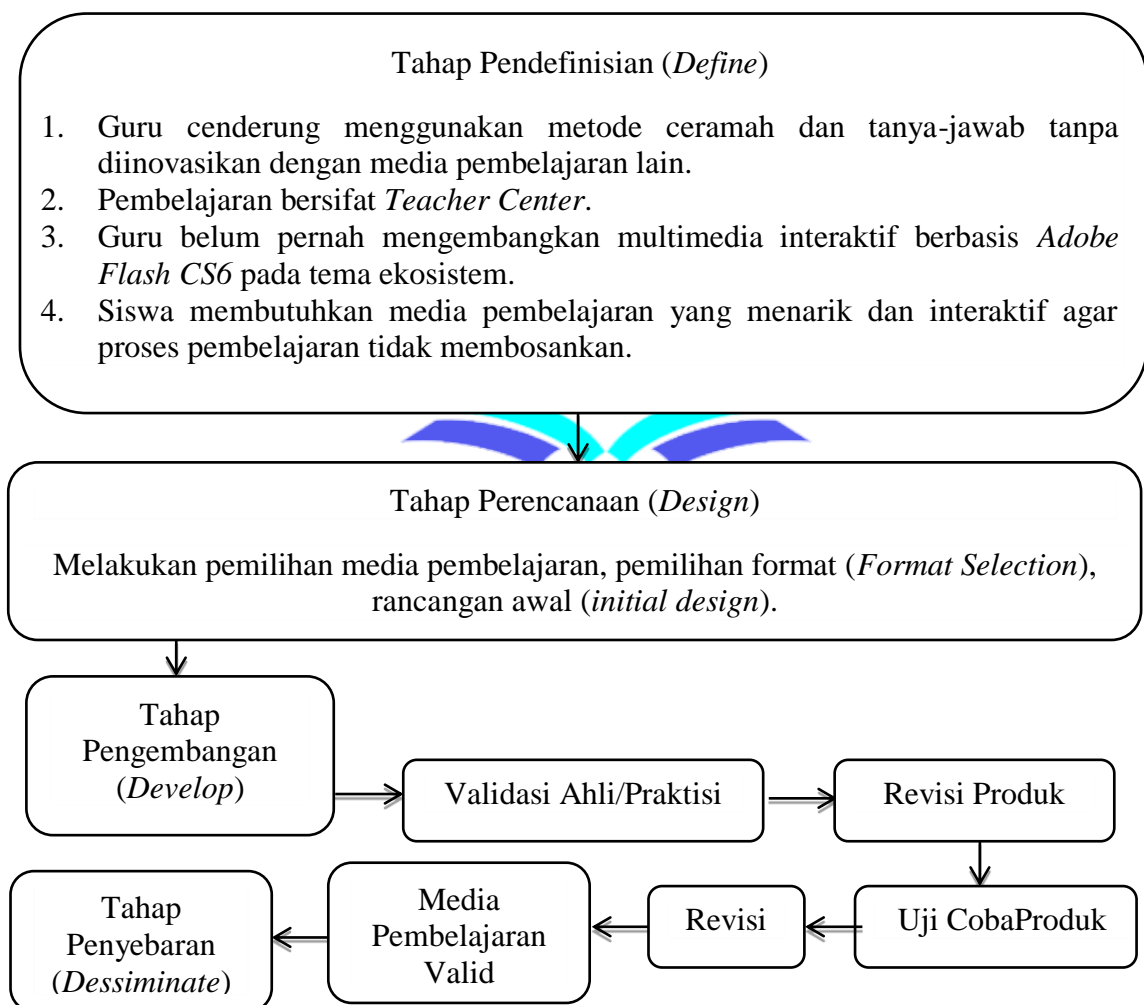 Tahap Pendefinisian (Define)
1. Guru cenderung menggunakan metode ceramah dan tanya-jawab tanpa
diinovasikan dengan media pembelajaran lain.
2. Pembelajaran bersifat Teacher Center.
3. Guru belum pernah mengembangkan multimedia interaktif berbasis Adobe
Flash CS6 pada tema ekosistem.
4. Siswa membutuhkan media pembelajaran yang menarik dan interaktif agar
proses pembelajaran tidak membosankan.
Tahap Perencanaan (Design)
Melakukan pemilihan media pembelajaran, pemilihan format (Format Selection),
rancangan awal (initial design).
Tahap
Pengembangan
(Develop)
Validasi Ahli/Praktisi
Revisi Produk
Uji CobaProduk
Revisi
Media
Pembelajaran
Valid
Tahap
Penyebaran
(Dessiminate)